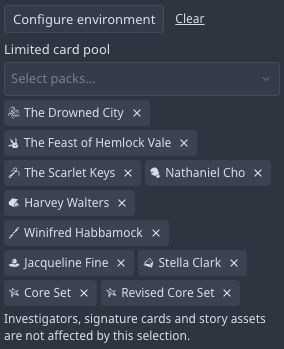 Configure environment Clear
Limited card pool
Select packs...
The Drowned City ×
The Feast of Hemlock Vale ×
The Scarlet Keys × Nathaniel Cho ×
Harvey Walters ×
Winifred Habbamock ×
Jacqueline Fine × Stella Clark ×
Core Set × Revised Core Set ×
Investigators, signature cards and story assets
are not affected by this selection.